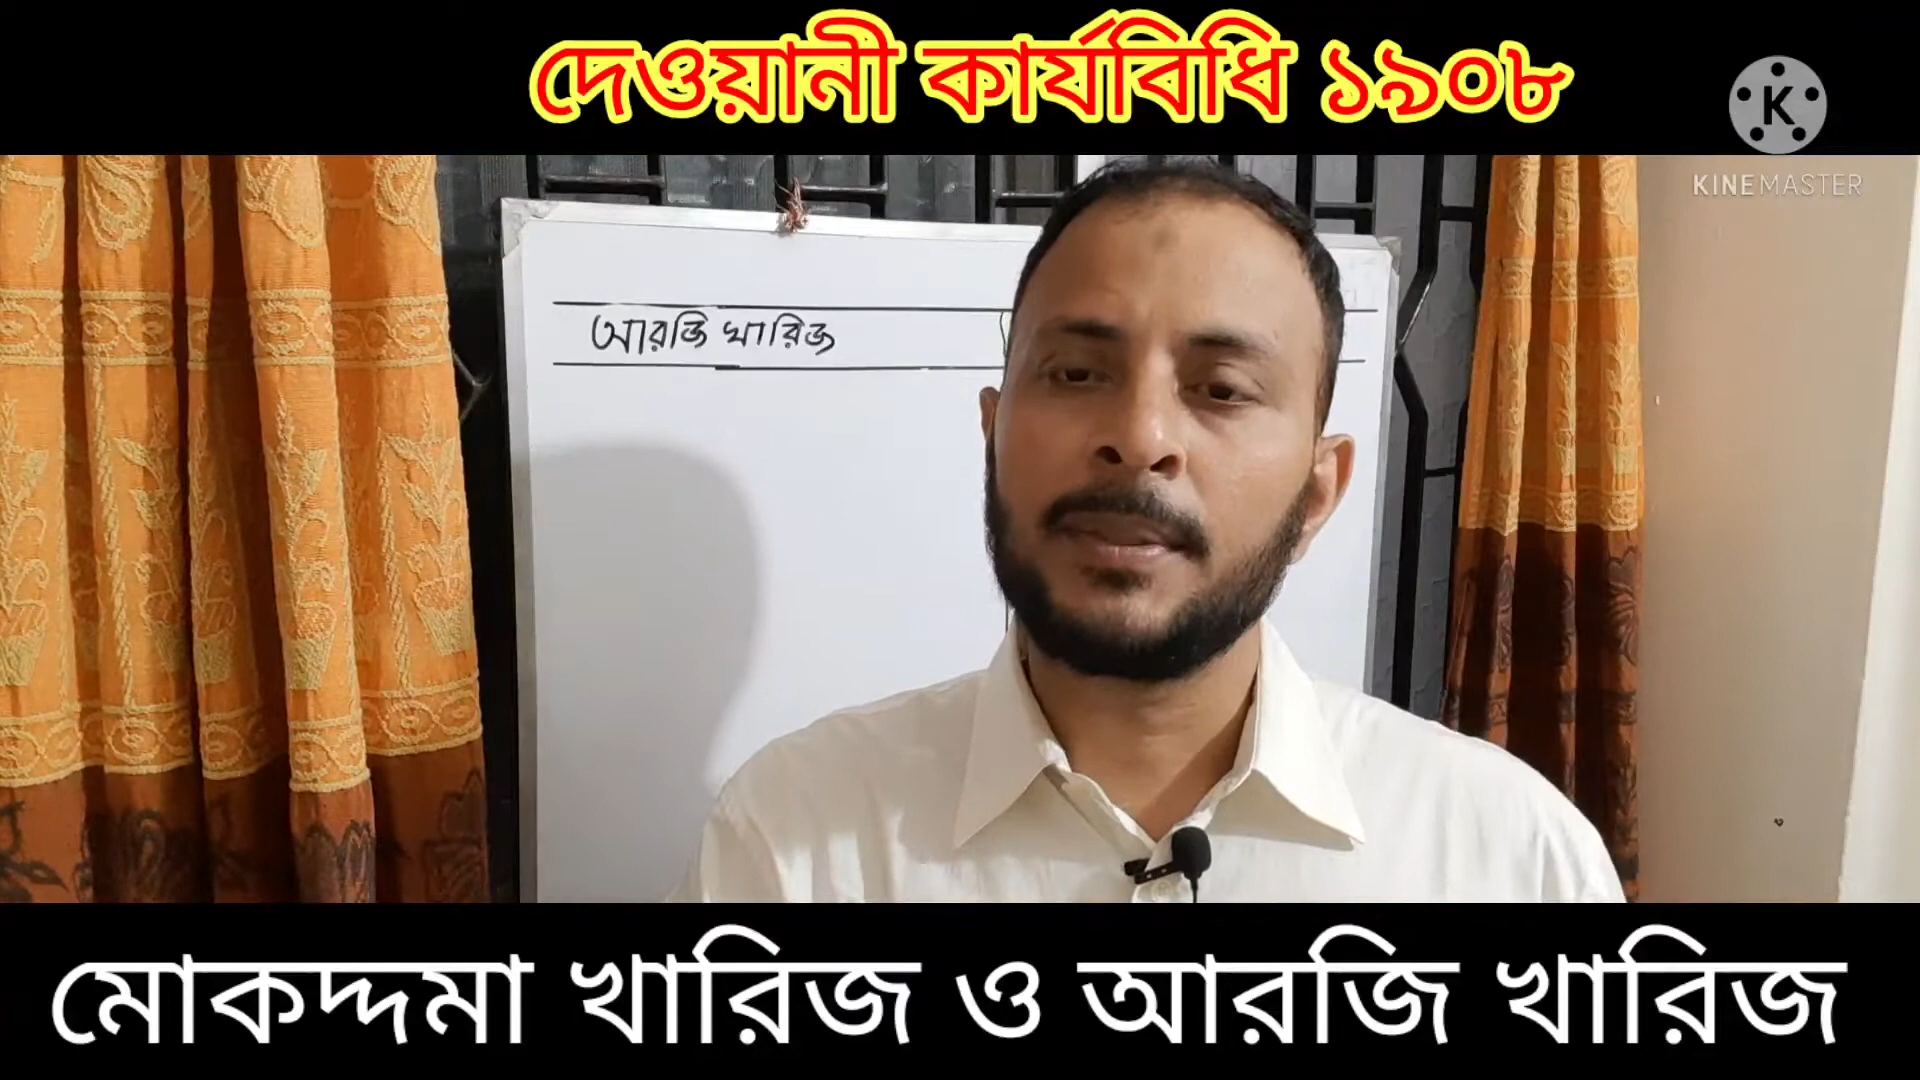 দেওয়ানী কার্যবিধি ১৯০৮
K
KINEMASTER
আরজি খারিজ
মোকদ্দমা খারিজ ও আরজি খারিজ